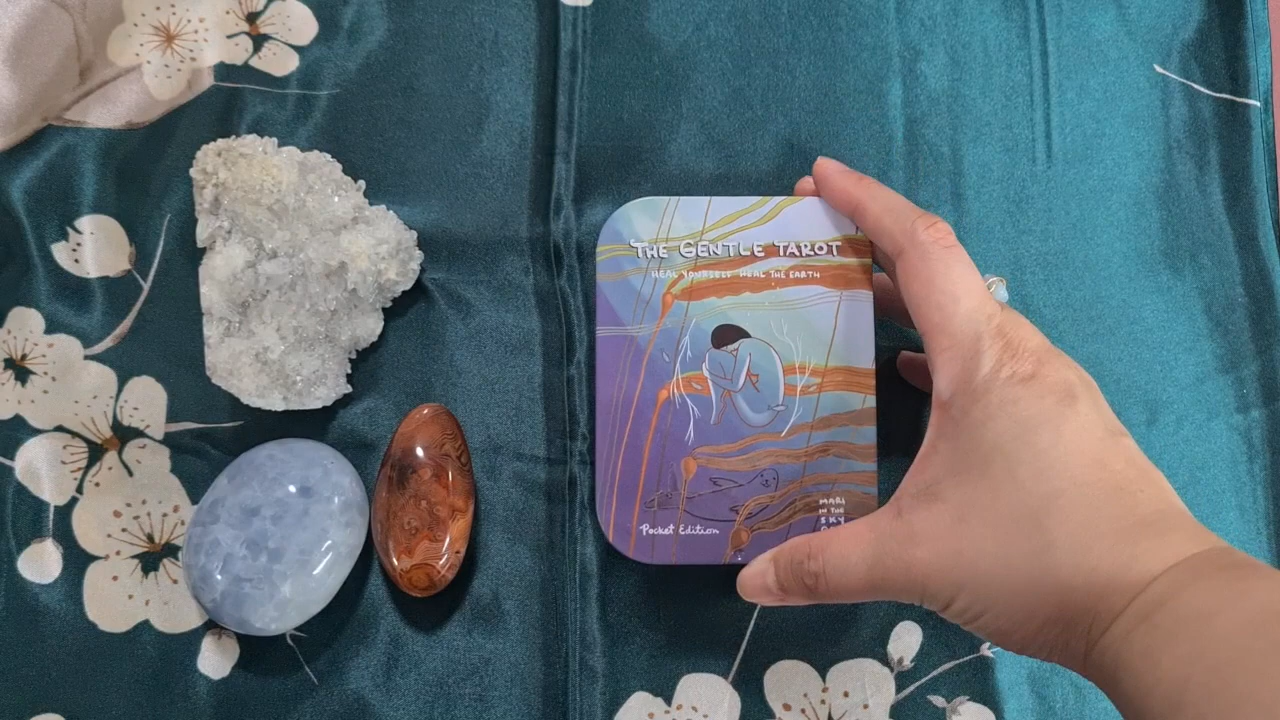 THE GENTLE TAROT
HEAL YOURSELF HEAL THE EARTH
MARI
IN THE
SKY
Pocket Edition